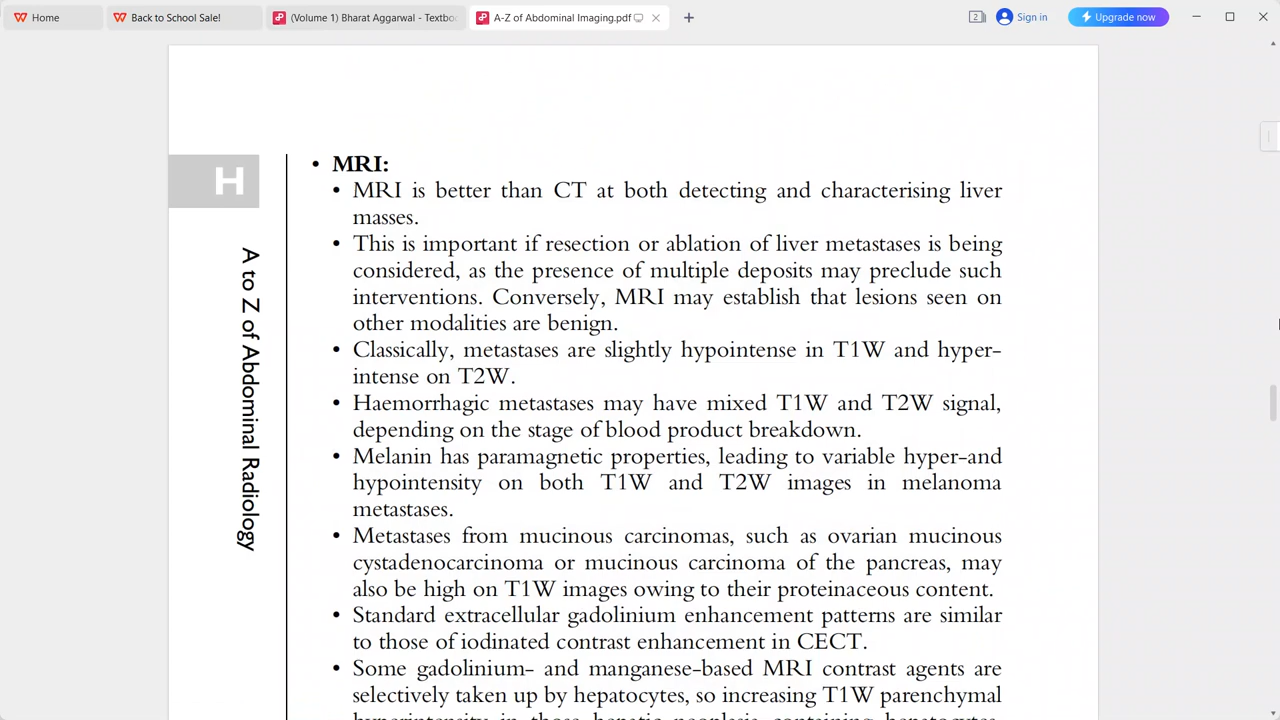 Home
Back to School Sale
(Volume 1) Bharat Aggarwal - Textbo
A-Z of Abdominal Imaging.pdf
2
Sign in
Upgrade now
H
A to Z of Abdominal Radiology
• MRI:
• MRI is better than CT at both detecting and characterising liver
masses.
• This is important if resection or ablation of liver metastases is being
considered, as the presence of multiple deposits may preclude such
interventions. Conversely, MRI may establish that lesions seen on
other modalities are benign.
• Classically, metastases are slightly hypointense in T1W and hyper-
intense on T2W.
• Haemorrhagic metastases may have mixed T1W and T2W signal,
depending on the stage of blood product breakdown.
• Melanin has paramagnetic properties, leading to variable hyper-and
hypointensity on both T1W and T2W images in melanoma
metastases.
• Metastases from mucinous carcinomas, such as ovarian mucinous
cystadenocarcinoma or mucinous carcinoma of the pancreas, may
also be high on T1W images owing to their proteinaceous content.
• Standard extracellular gadolinium enhancement patterns are similar
to those of iodinated contrast enhancement in CECT.
• Some gadolinium- and manganese-based MRI contrast agents are
selectively taken up by hepatocytes, so increasing T1W parenchymal
hyperintensity in those hepatic neoplasia containing hepatocytes.